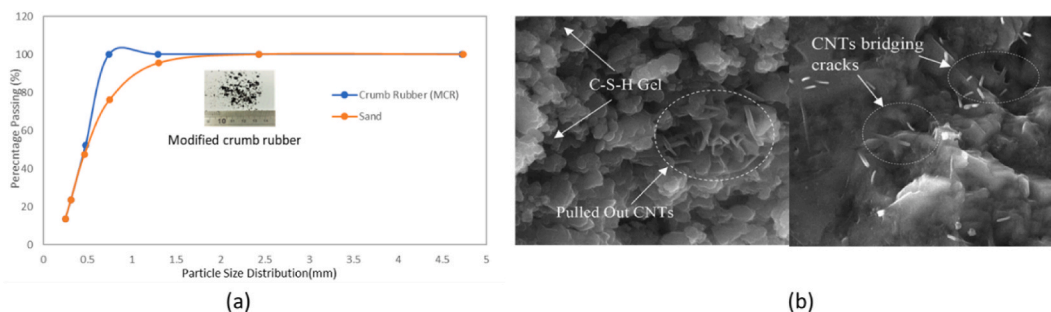 120
100
80
60
40
20
0
Perecntage Passing (%)
0
0.5
1
1.5
2
2.5
3
3.5
4
4.5
5
Particle Size Distribution(mm)
10
Modified crumb rubber
Crumb Rubber (MCR)
Sand
(a)
C-S-H Gel
Pulled Out CNTs
CNTs bridging
cracks
(b)